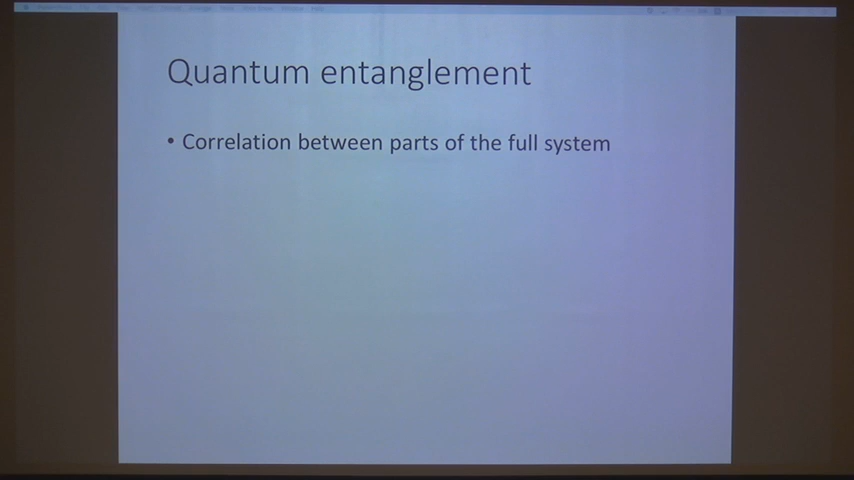 Quantum entanglement
• Correlation between parts of the full system